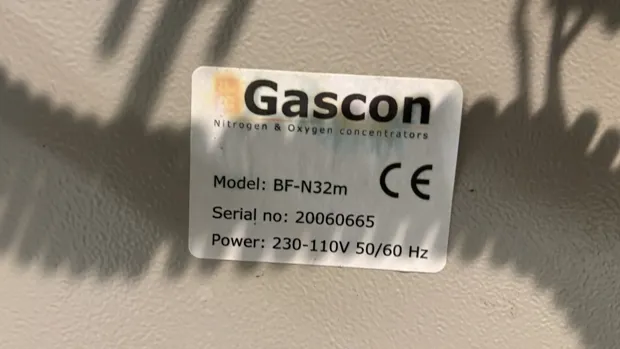 Gascon
Nitrogen & Oxygen concentrators
Model: BF-N32m
CE
Serial no: 20060665
Power: 230-110V 50/60 Hz